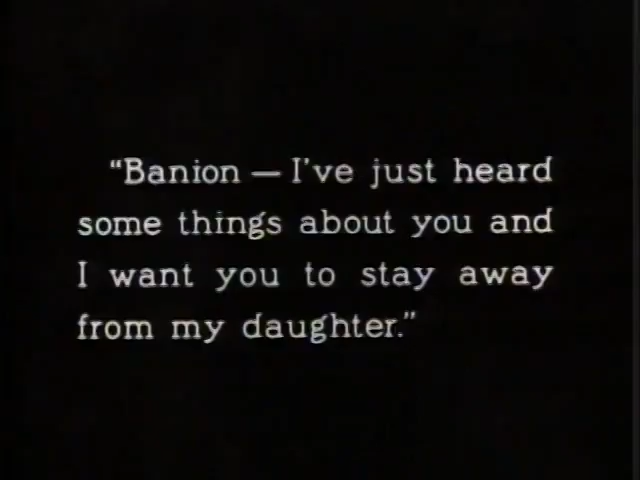 “Banion — I've just heard
some things about you and
I want you to stay away
from my daughter.”